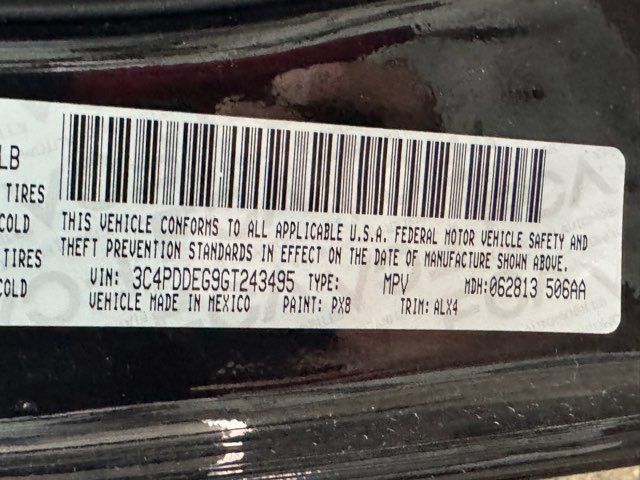 LB
TIRES
COLD
TIRES
COLD
THIS VEHICLE CONFORMS TO ALL APPLICABLE U.S.A. FEDERAL MOTOR VEHICLE SAFETY AND
THEFT PREVENTION STANDARDS IN EFFECT ON THE DATE OF MANUFACTURE SHOWN ABOVE.
VIN: 3C4PDDEG9GT243495 TYPE: MPV MDH:062813 506AA
VEHICLE MADE IN MEXICO PAINT: PX8 TRIM:ALX4